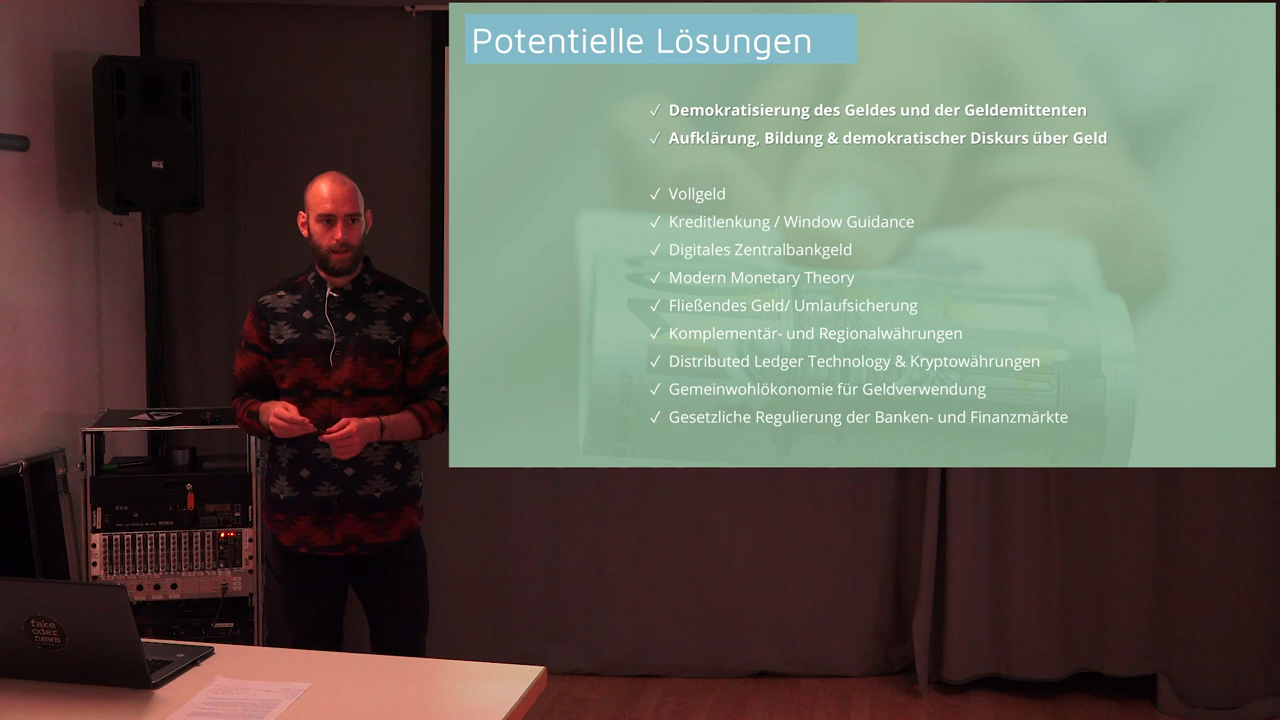 Potentielle Lösungen
✓ Demokratisierung des Geldes und der Geldemittenten
✓ Aufklärung, Bildung & demokratischer Diskurs über Geld
✓ Vollgeld
✓ Kreditlenkung / Window Guidance
✓ Digitales Zentralbankgeld
✓ Modern Monetary Theory
✓ Fließendes Geld/ Umlaufsicherung
✓ Komplementär- und Regionalwährungen
✓ Distributed Ledger Technology & Kryptowährungen
✓ Gemeinwohlökonomie für Geldverwendung
✓ Gesetzliche Regulierung der Banken- und Finanzmärkte
fake
oder
news